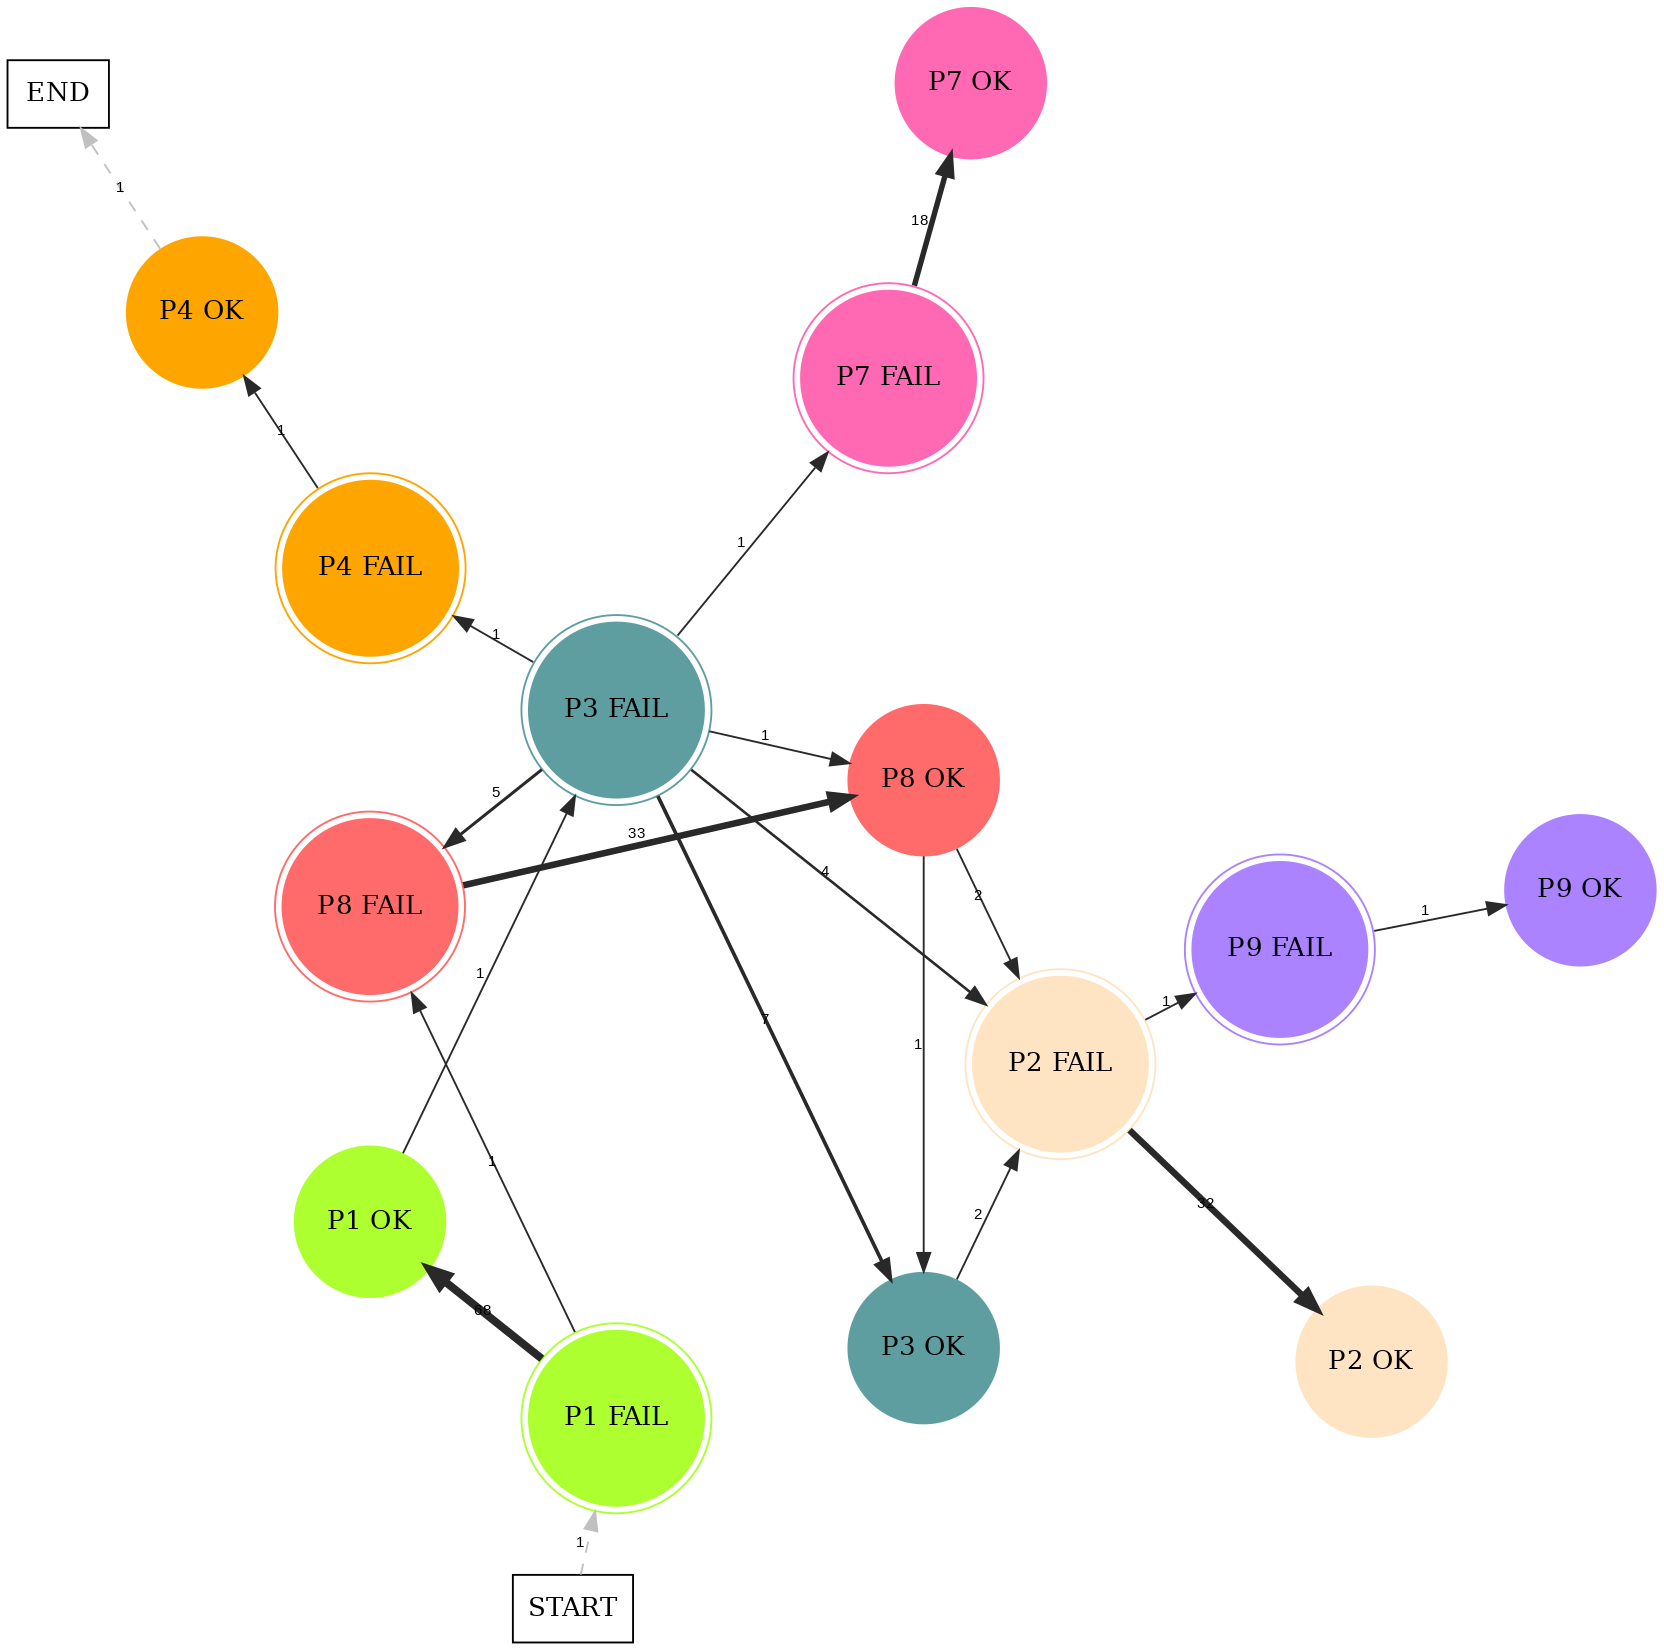 P7 OK
END
1
18
P4 OK
P7 FAIL
1
1
P4 FAIL
1
P3 FAIL
1
P8 OK
5
33
4
P9 OK
2
P8 FAIL
1
P9 FAIL
1
1
7
1
P2 FAIL
1
32
2
P1 OK
68
P3 OK
P2 OK
P1 FAIL
1
START